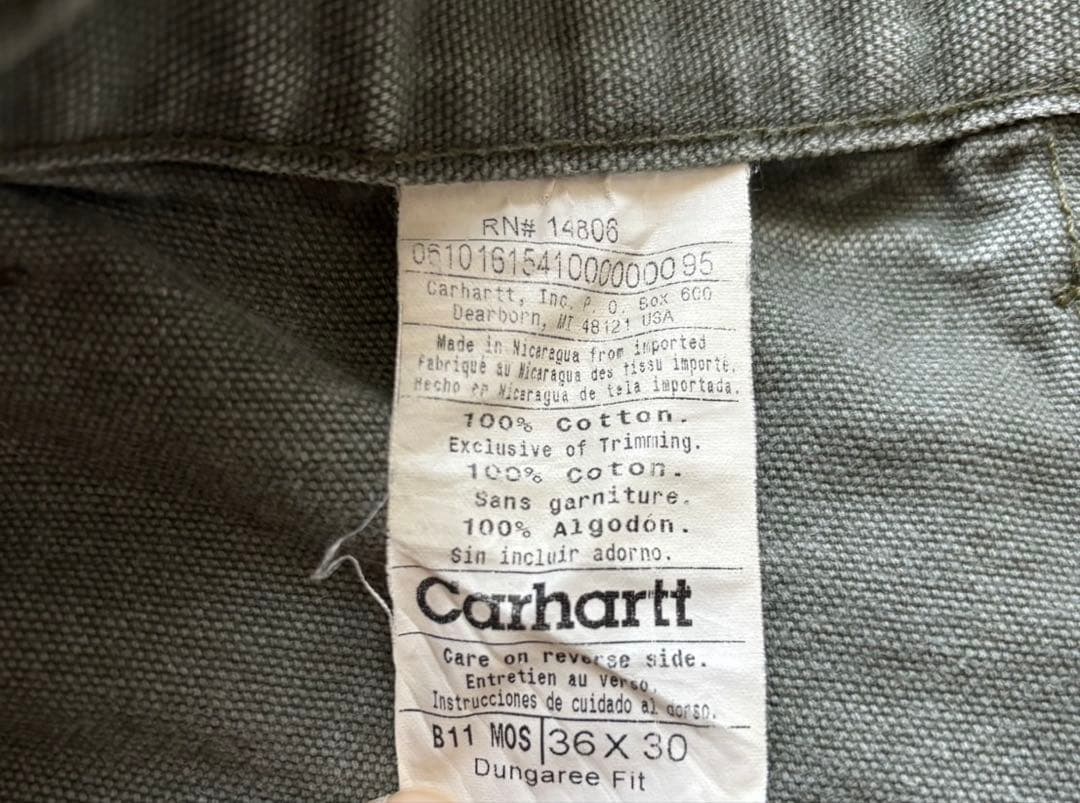 RN# 14806
0610161541000000095
Carhartt, Inc. P. O. Box 600
Dearborn, MI 48121 USA
Made in Nicaragua from imported
Fabriqué au Nicaragua des tissu importé.
Hecho en Nicaragua de tela importada.
100% Cotton.
Exclusive of Trimming.
100% Coton.
Sans garniture.
100% Algodón.
Sin incluir adorno.
Carhartt
Care on reverse side.
Entretien au verso.
Instrucciones de cuidado al dorso.
B11 MOS 36 X 30
Dungaree Fit